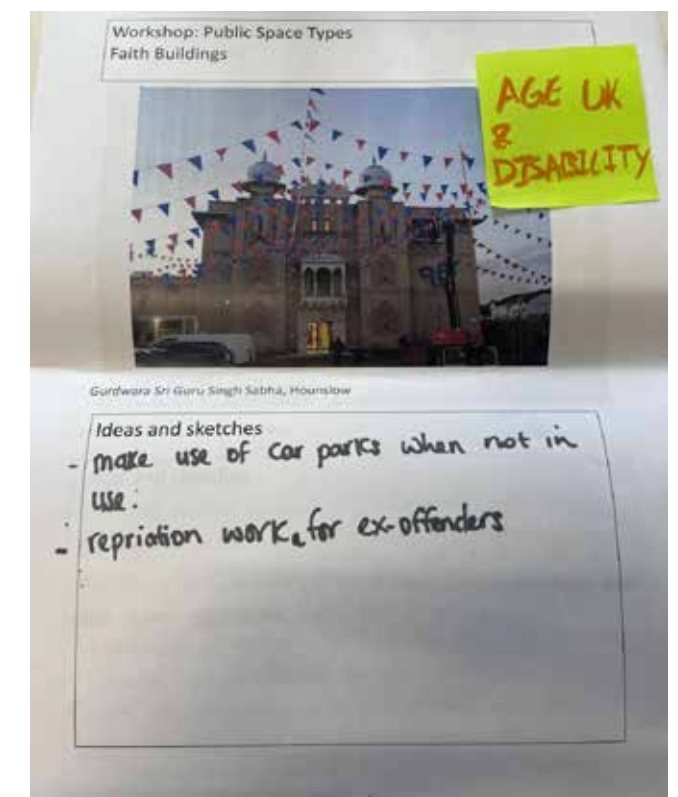 Workshop: Public Space Types
Faith Buildings
AGE UK
&
DISABILITY
Gurdwara Sri Guru Singh Sabha, Hounslow
Ideas and sketches
- make use of car parks when not in
use.
- repriation work, for ex-offenders